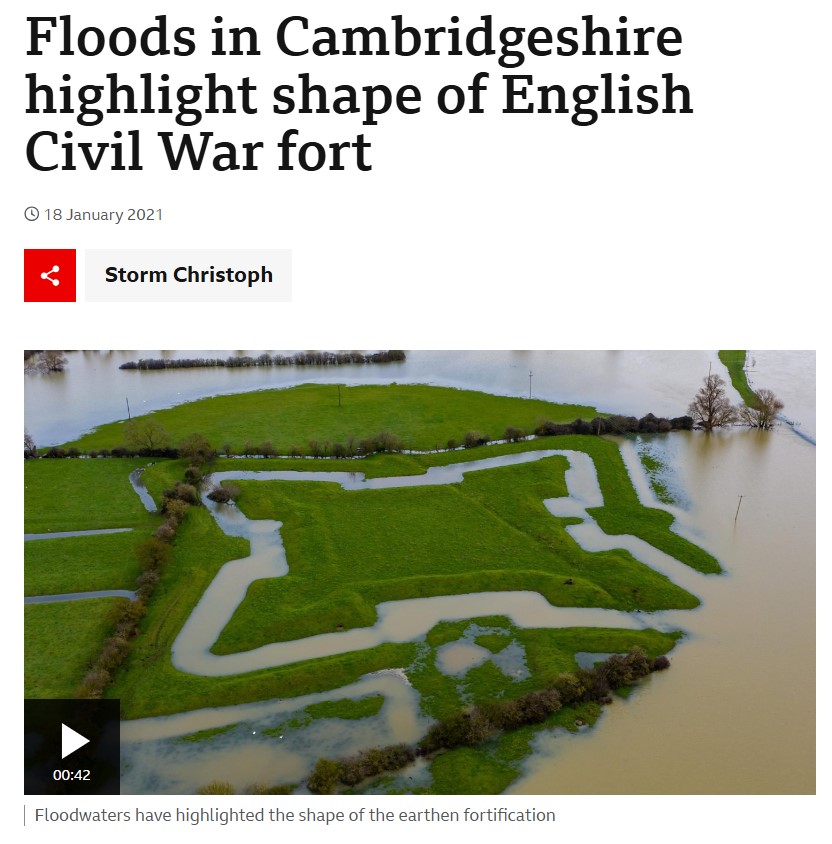 Floods in Cambridgeshire
highlight shape of English
Civil War fort
18 January 2021
Storm Christoph
00:42
Floodwaters have highlighted the shape of the earthen fortification